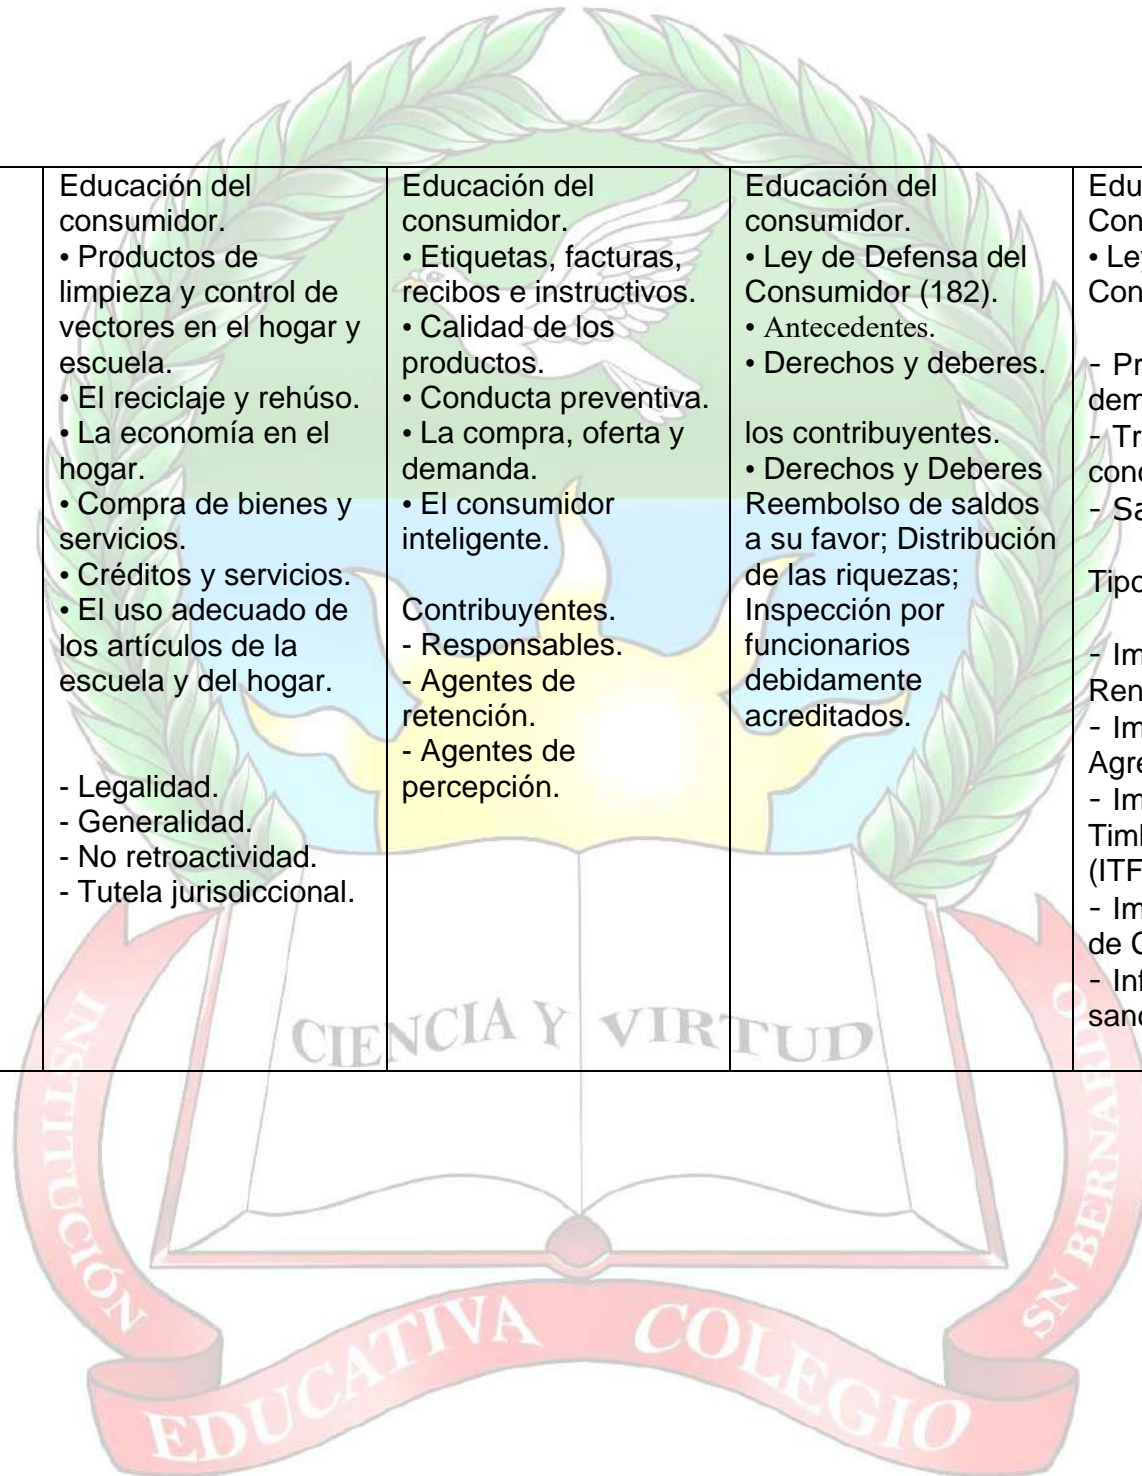 Educación del
consumidor.
• Productos de
limpieza y control de
vectores en el hogar y
escuela.
• El reciclaje y rehúso.
• La economía en el
hogar.
• Compra de bienes y
servicios.
• Créditos y servicios.
• El uso adecuado de
los artículos de la
escuela y del hogar.
- Legalidad.
- Generalidad.
- No retroactividad.
- Tutela jurisdiccional.
Educación del
consumidor.
• Etiquetas, facturas,
recibos e instructivos.
• Calidad de los
productos.
• Conducta preventiva.
• La compra, oferta y
demanda.
• El consumidor
inteligente.
Contribuyentes.
- Responsables.
- Agentes de
retención.
- Agentes de
percepción.
Educación del
consumidor.
• Ley de Defensa del
Consumidor (182).
• Antecedentes.
• Derechos y deberes.
los contribuyentes.
• Derechos y Deberes
Reembolso de saldos
a su favor; Distribución
de las riquezas;
Inspección por
funcionarios
debidamente
acreditados.
CIENCIA Y VIRTUD
INSTITUCIÓN
EDUCATIVA COLEGIO
SN BERNARDO